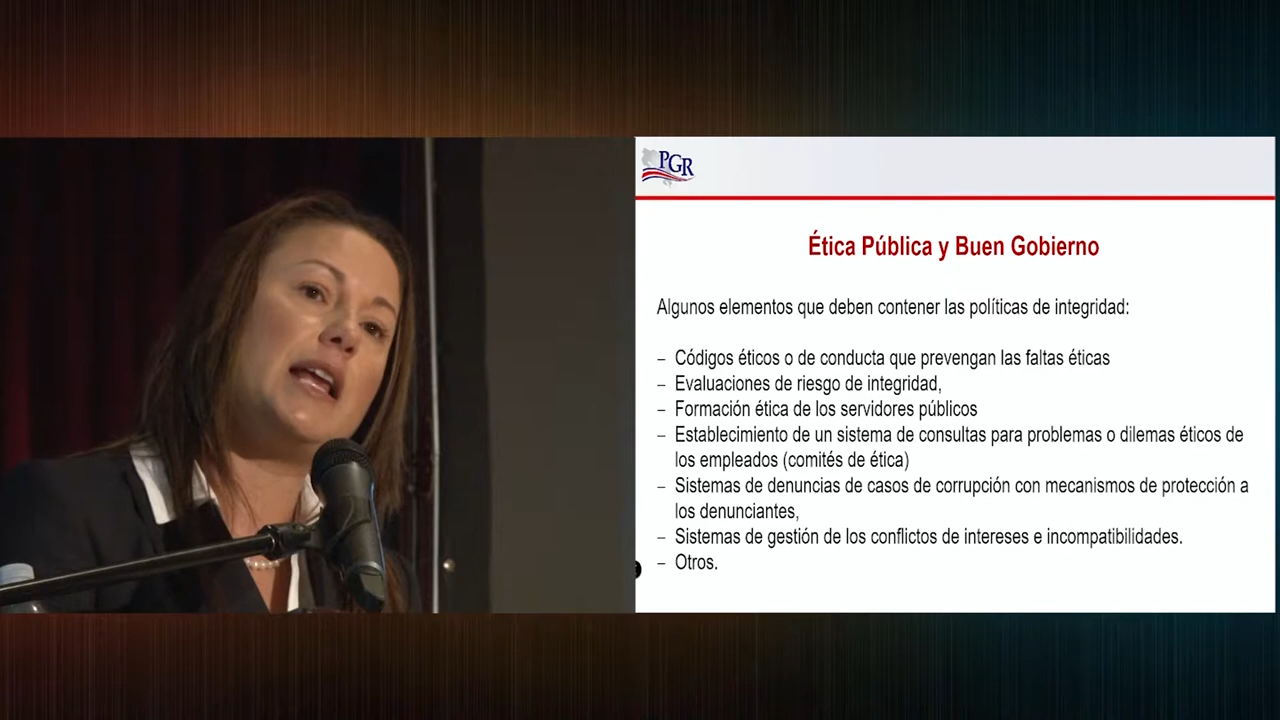 PGR
Ética Pública y Buen Gobierno
Algunos elementos que deben contener las políticas de integridad:
– Códigos éticos o de conducta que prevengan las faltas éticas
– Evaluaciones de riesgo de integridad,
– Formación ética de los servidores públicos
– Establecimiento de un sistema de consultas para problemas o dilemas éticos de
los empleados (comités de ética)
– Sistemas de denuncias de casos de corrupción con mecanismos de protección a
los denunciantes,
– Sistemas de gestión de los conflictos de intereses e incompatibilidades.
– Otros.